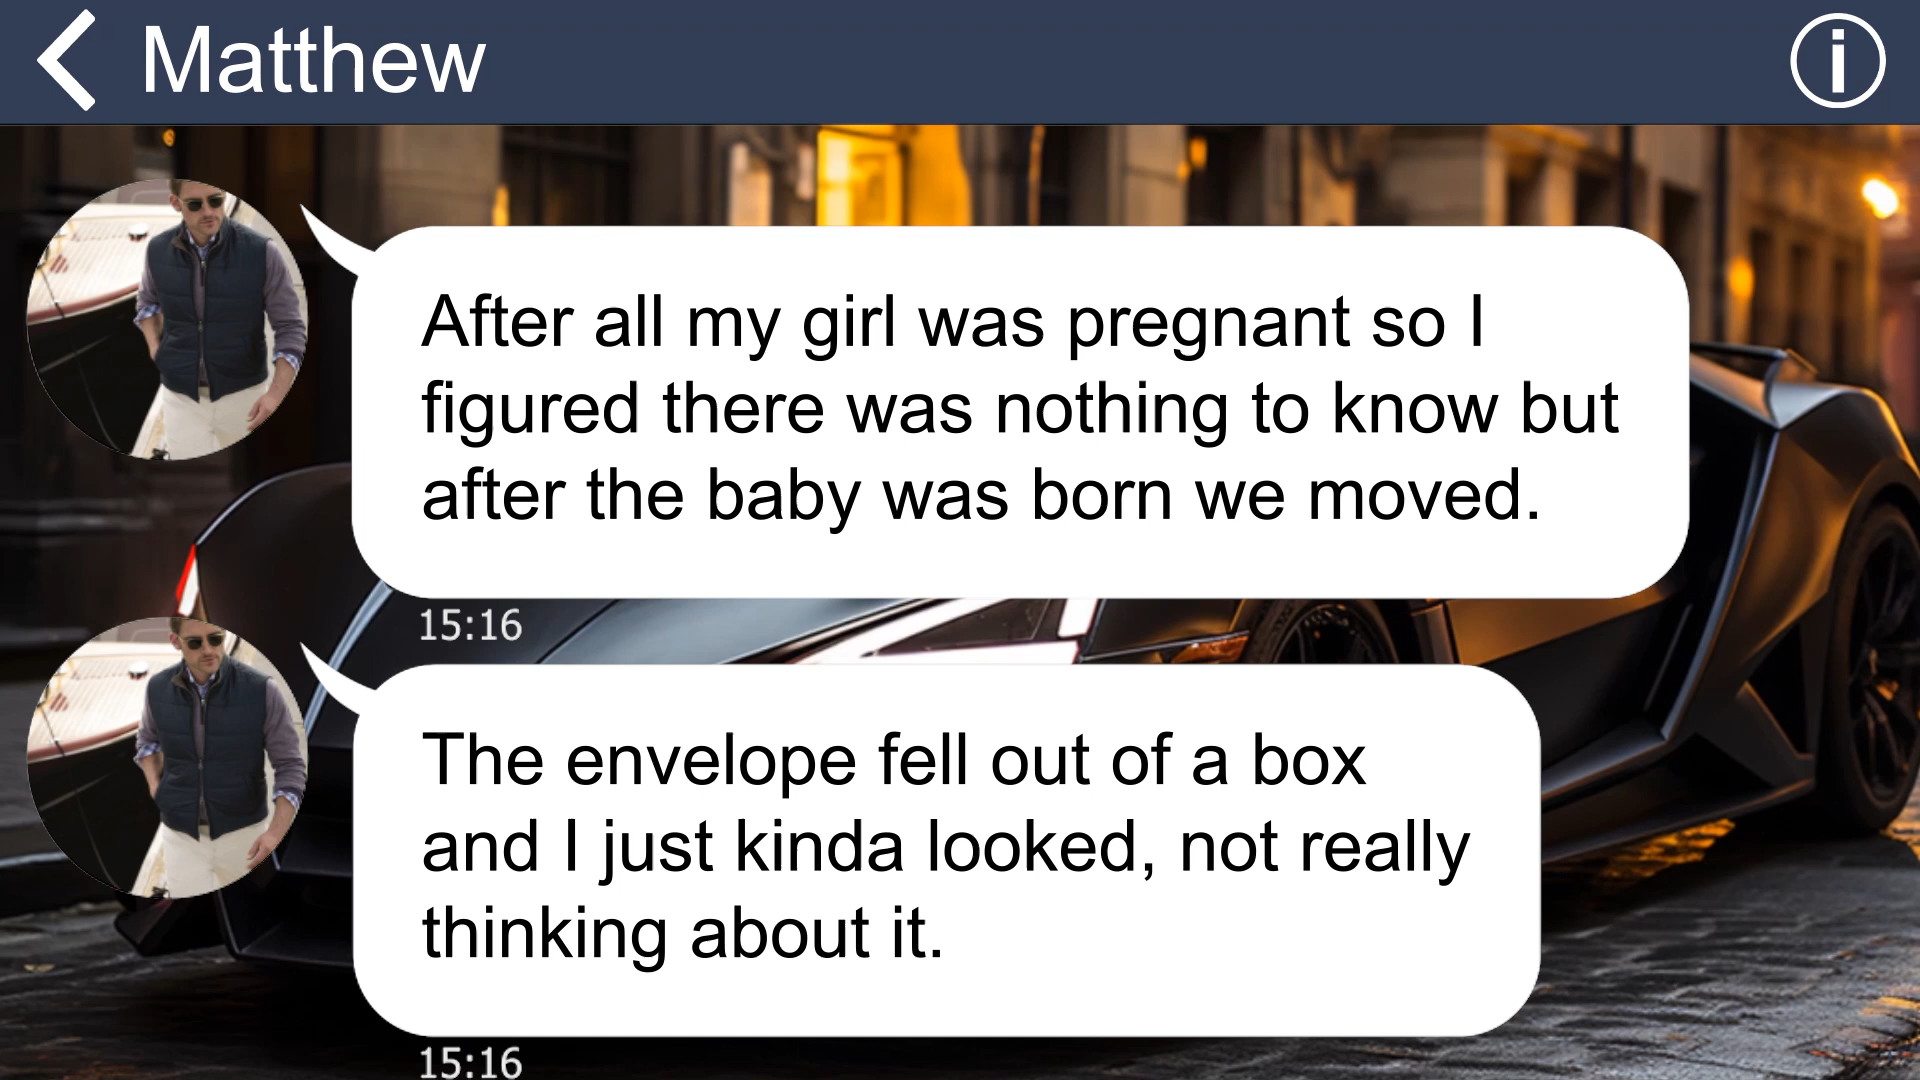 Matthew
After all my girl was pregnant so I
figured there was nothing to know but
after the baby was born we moved.
15:16
The envelope fell out of a box
and I just kinda looked, not really
thinking about it.
15:16